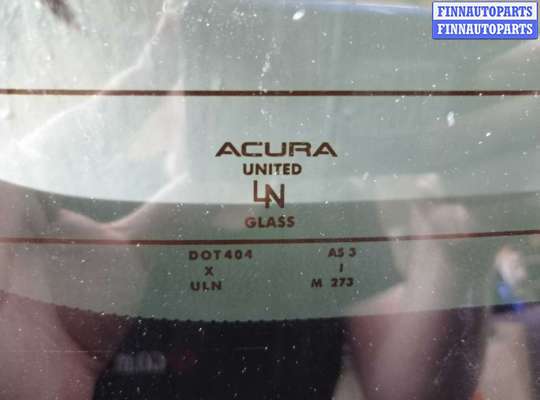 FINNAUTOPARTS
FINNAUTOPARTS
ACURA
UNITED
LN
GLASS
DOT404 AS 3
X I
ULN M 273